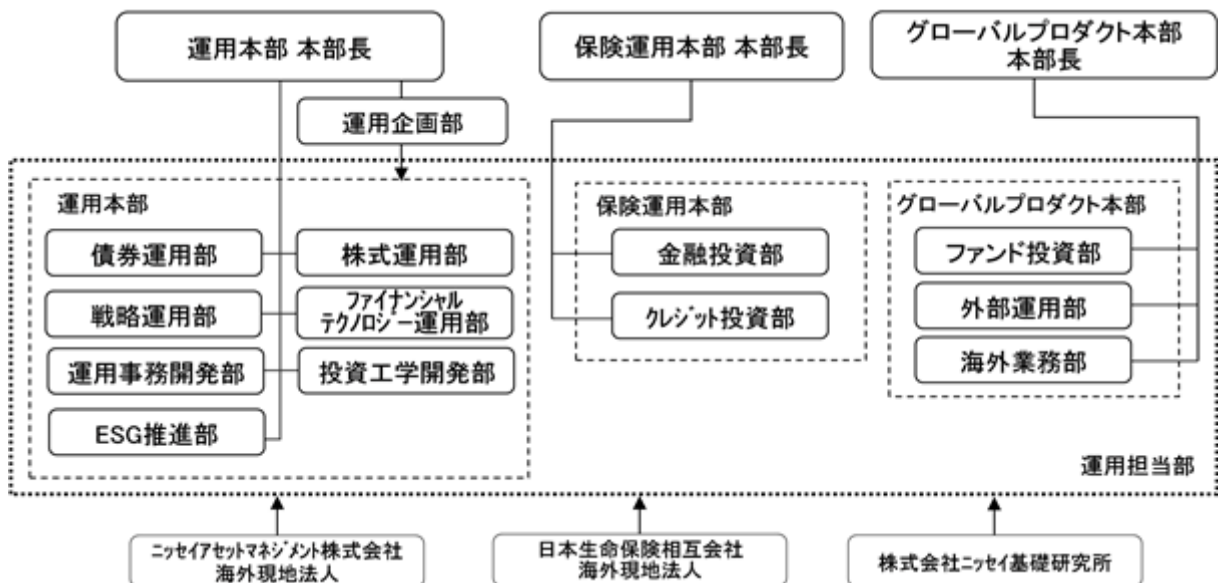 運用本部 本部長
保険運用本部 本部長
グローバルプロダクト本部
本部長
運用企画部
運用本部
債券運用部
株式運用部
戦略運用部
ファイナンシャル
テクノロジー運用部
運用事務開発部
投資工学開発部
ESG推進部
保険運用本部
金融投資部
クレジット投資部
グローバルプロダクト本部
ファンド投資部
外部運用部
海外業務部
運用担当部
ニッセイアセットマネジメント株式会社
海外現地法人
日本生命保険相互会社
海外現地法人
株式会社ニッセイ基礎研究所